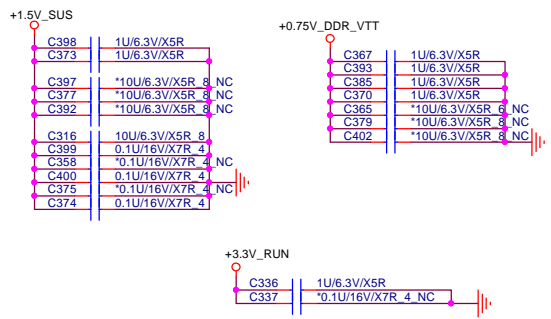 +1.5V_SUS
C398 1U/6.3V/X5R
C373 1U/6.3V/X5R
C397 *10U/6.3V/X5R_8_NC
C377 *10U/6.3V/X5R_8_NC
C392 *10U/6.3V/X5R_8_NC
C316 10U/6.3V/X5R_8
C399 0.1U/16V/X7R_4
C358 *0.1U/16V/X7R_4_NC
C400 0.1U/16V/X7R_4
C375 *0.1U/16V/X7R_4_NC
C374 0.1U/16V/X7R_4
+0.75V_DDR_VTT
C367 1U/6.3V/X5R
C393 1U/6.3V/X5R
C385 1U/6.3V/X5R
C370 1U/6.3V/X5R
C365 *10U/6.3V/X5R_6_NC
C379 *10U/6.3V/X5R_8_NC
C402 *10U/6.3V/X5R_8_NC
+3.3V_RUN
C336 1U/6.3V/X5R
C337 *0.1U/16V/X7R_4_NC